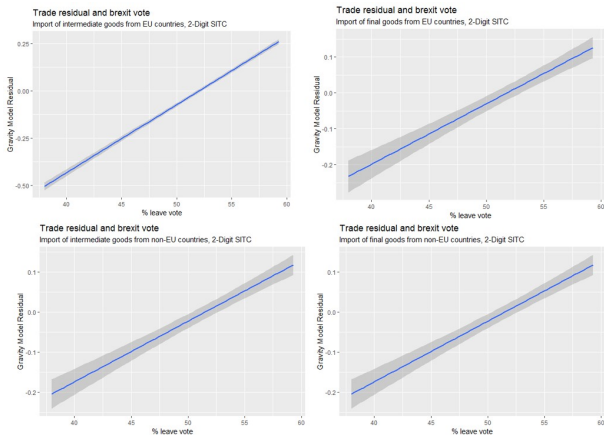 Trade residual and brexit vote
Import of intermediate goods from EU countries, 2-Digit SITC
0.25
0.00
-0.25
-0.50
Gravity Model Residual
40
45
50
55
60
% leave vote
Trade residual and brexit vote
Import of final goods from EU countries, 2-Digit SITC
0.1
0.0
-0.1
-0.2
Gravity Model Residual
40
45
50
55
60
% leave vote
Trade residual and brexit vote
Import of intermediate goods from non-EU countries, 2-Digit SITC
0.1
0.0
-0.1
-0.2
Gravity Model Residual
40
45
50
55
60
% leave vote
Trade residual and brexit vote
Import of final goods from non-EU countries, 2-Digit SITC
0.1
0.0
-0.1
-0.2
Gravity Model Residual
40
45
50
55
60
% leave vote